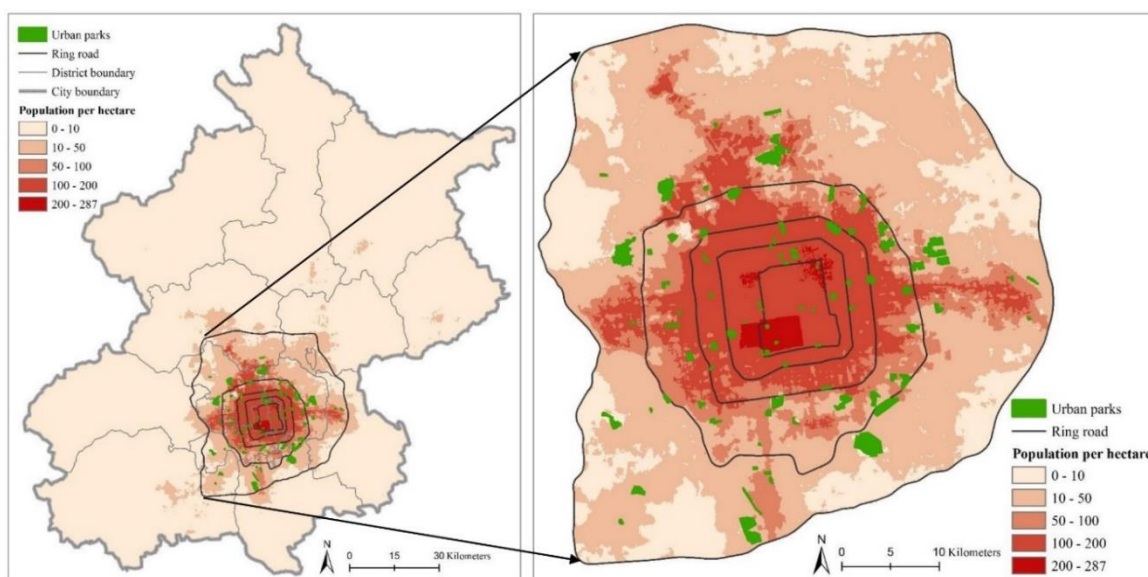 Urban parks
Ring road
District boundary
City boundary
Population per hectare
0 - 10
10 - 50
50 - 100
100 - 200
200 - 287
N
0 15 30 Kilometers
Urban parks
Ring road
Population per hectare
0 - 10
10 - 50
50 - 100
100 - 200
200 - 287
N
0 5 10 Kilometers